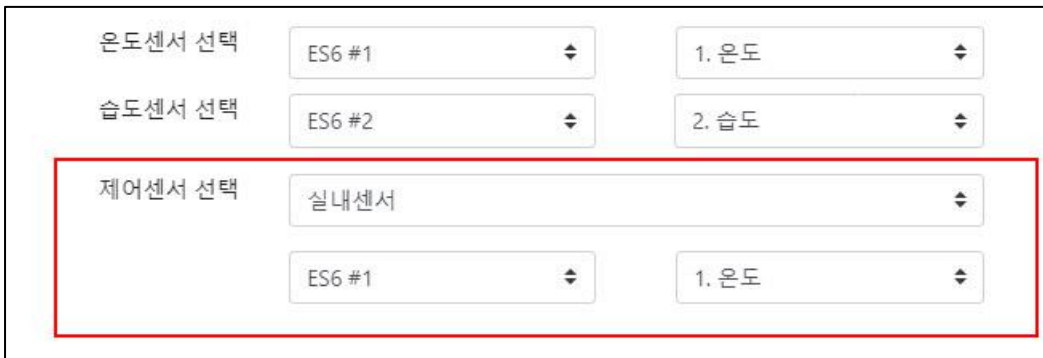 온도센서 선택 ES6 #1 1. 온도
습도센서 선택 ES6 #2 2. 습도
제어센서 선택 실내센서
ES6 #1 1. 온도